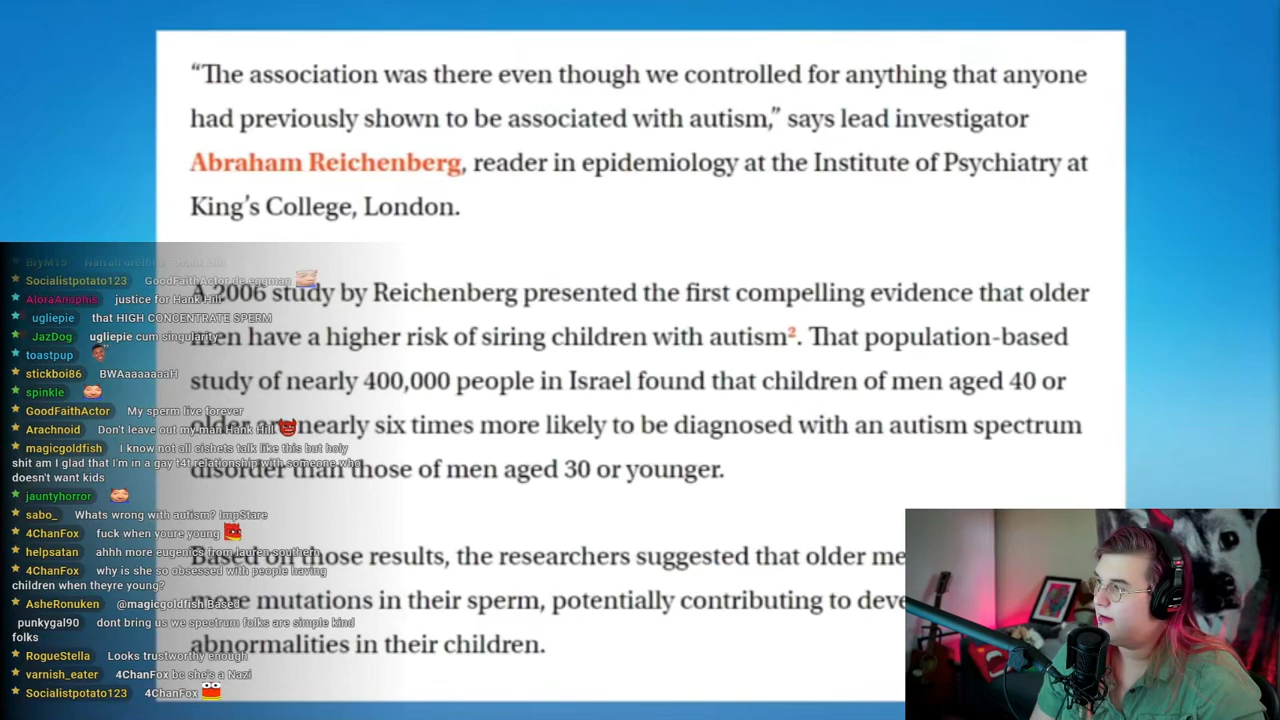 “The association was there even though we controlled for anything that anyone
had previously shown to be associated with autism,” says lead investigator
Abraham Reichenberg, reader in epidemiology at the Institute of Psychiatry at
King’s College, London.
A 2006 study by Reichenberg presented the first compelling evidence that older
men have a higher risk of siring children with autism². That population-based
study of nearly 400,000 people in Israel found that children of men aged 40 or
older are nearly six times more likely to be diagnosed with an autism spectrum
disorder than those of men aged 30 or younger.
Based on those results, the researchers suggested that older me
more mutations in their sperm, potentially contributing to deve
abnormalities in their children.
BryM15
Socialistpotato123 GoodFaithActor de eggman
AloraAnophis justice for Hank Hill
ugliepie that HIGH CONCENTRATE SPERM
JazDog ugliepie cum singularity
toastpup
stickboi86 BWAaaaaaaH
spinkle
GoodFaithActor My sperm live forever
Arachnoid Don't leave out my man Hank Hill
magicgoldfish I know not all cishets talk like this but holy
shit am I glad that I'm in a gay t4t relationship with someone who
doesn't want kids
jauntyhorror
sabo_ Whats wrong with autism? ImpStare
4ChanFox fuck when youre young
helpsatan ahhh more eugenics from lauren southern
4ChanFox why is she so obsessed with people having
children when theyre young?
AsheRonuken @magicgoldfish Based
punkygal90 dont bring us we spectrum folks are simple kind
folks
RogueStella Looks trustworthy enough
varnish_eater 4ChanFox bc she's a Nazi
Socialistpotato123 4ChanFox